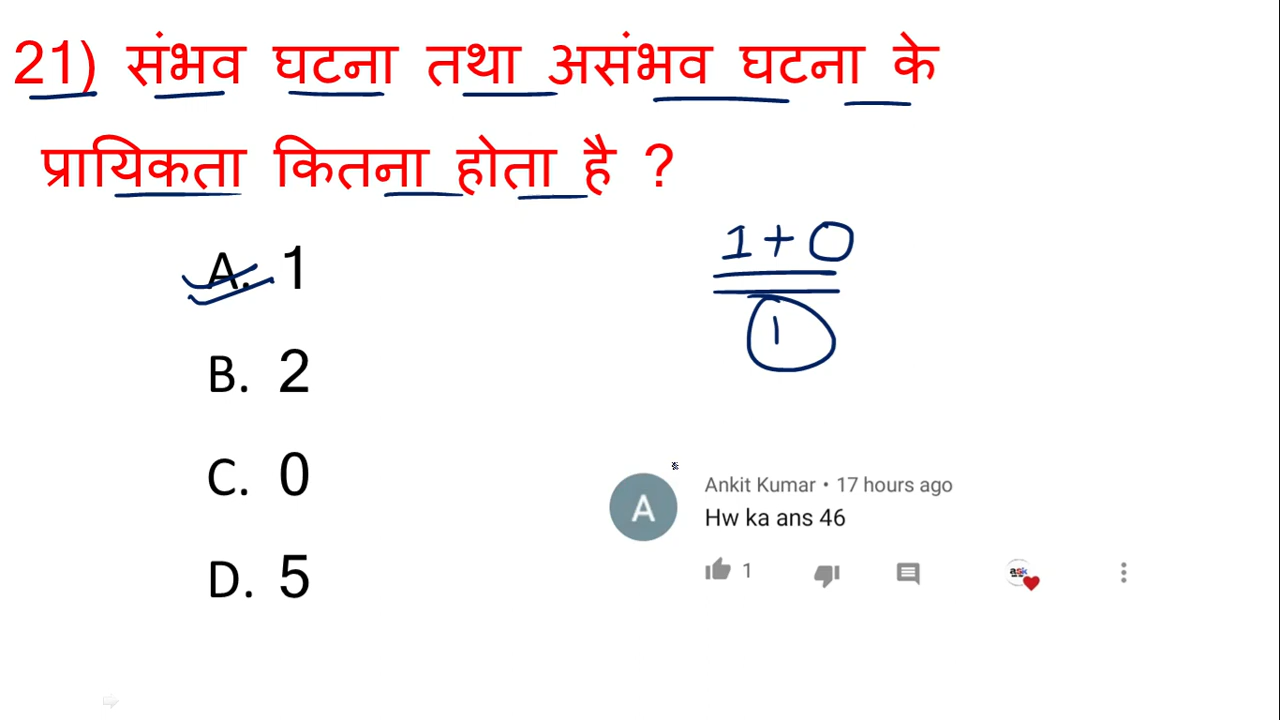 21) संभव घटना तथा असंभव घटना के
प्रायिकता कितना होता है ?
A. 1
B. 2
C. 0
D. 5
1 + 0
1
A
Ankit Kumar • 17 hours ago
Hw ka ans 46
1
ask